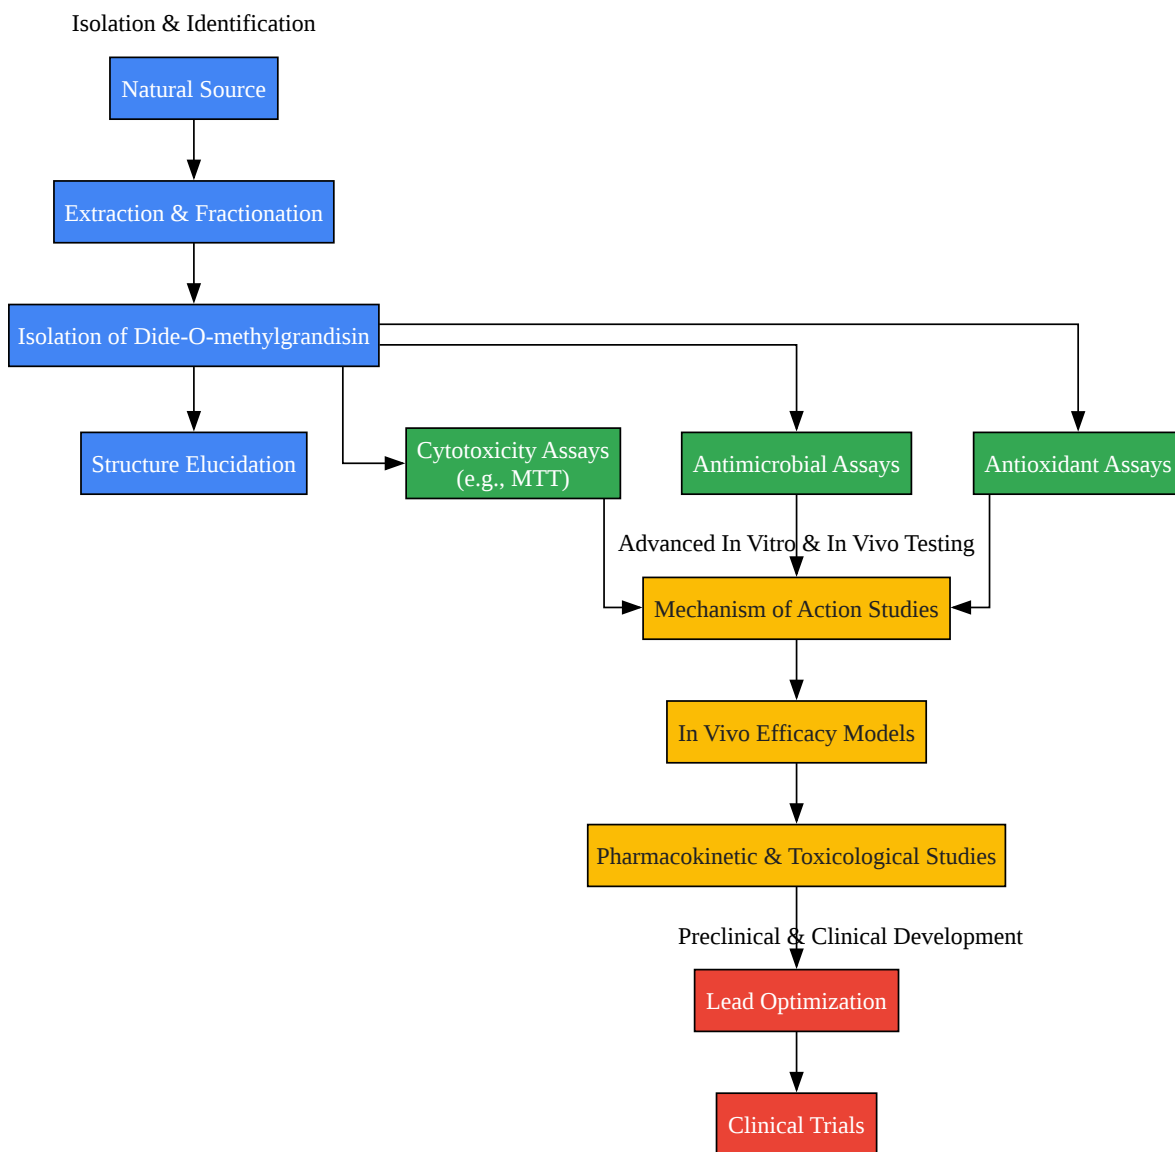 Isolation & Identification
Natural Source
Extraction & Fractionation
Isolation of Dide-O-methylgrandisin
Structure Elucidation
Cytotoxicity Assays
(e.g., MTT)
Antimicrobial Assays
Antioxidant Assays
Advanced In Vitro & In Vivo Testing
Mechanism of Action Studies
In Vivo Efficacy Models
Pharmacokinetic & Toxicological Studies
Preclinical & Clinical Development
Lead Optimization
Clinical Trials